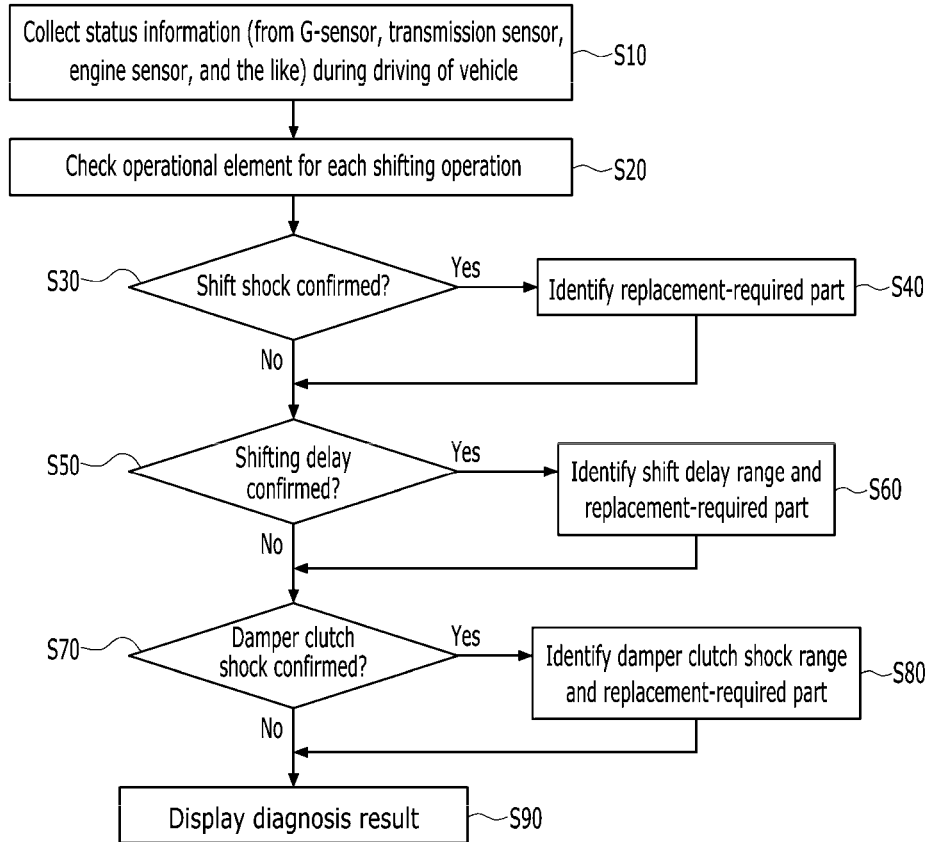 Collect status information (from G-sensor, transmission sensor,
engine sensor, and the like) during driving of vehicle
S10
Check operational element for each shifting operation
S20
S30
Shift shock confirmed?
Yes
Identify replacement-required part
S40
No
S50
Shifting delay
confirmed?
Yes
Identify shift delay range and
replacement-required part
S60
No
S70
Damper clutch
shock confirmed?
Yes
Identify damper clutch shock range
and replacement-required part
S80
No
Display diagnosis result
S90